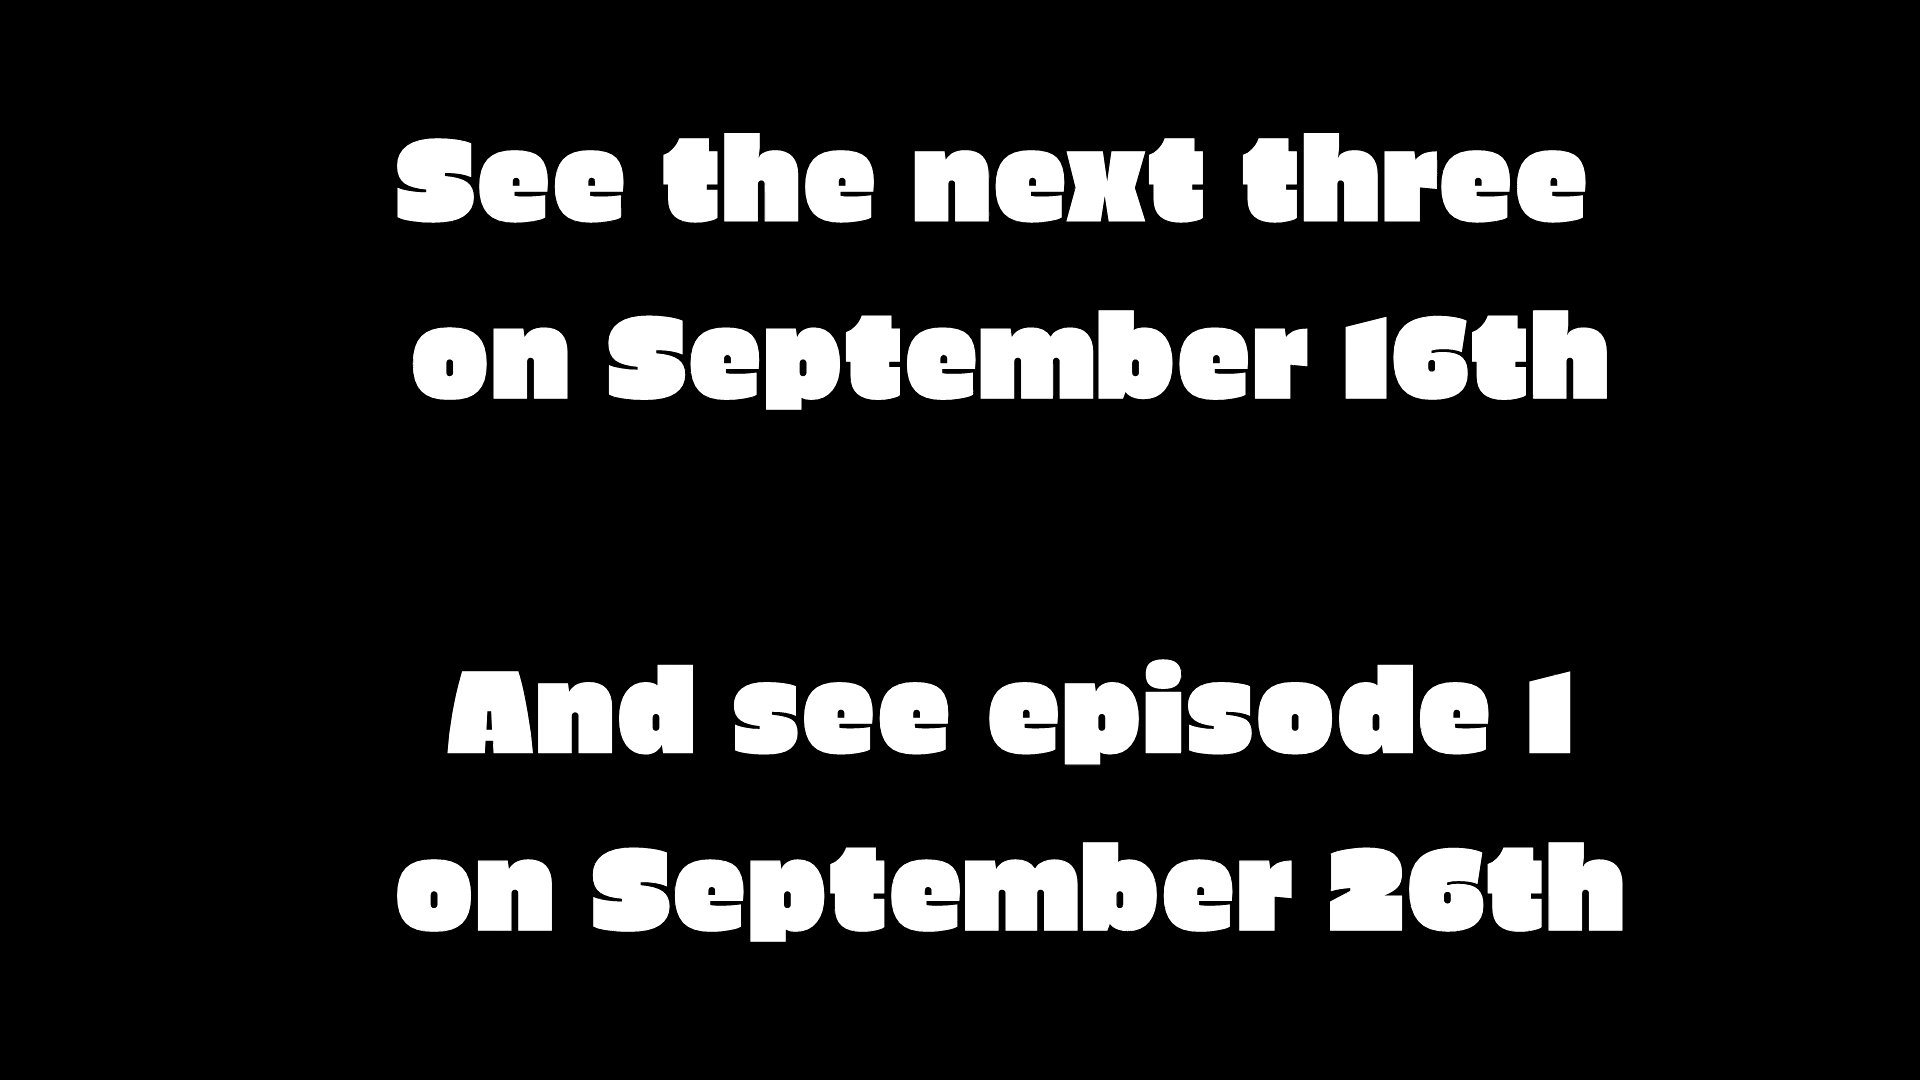 See the next three
on September 16th
And see episode 1
on September 26th